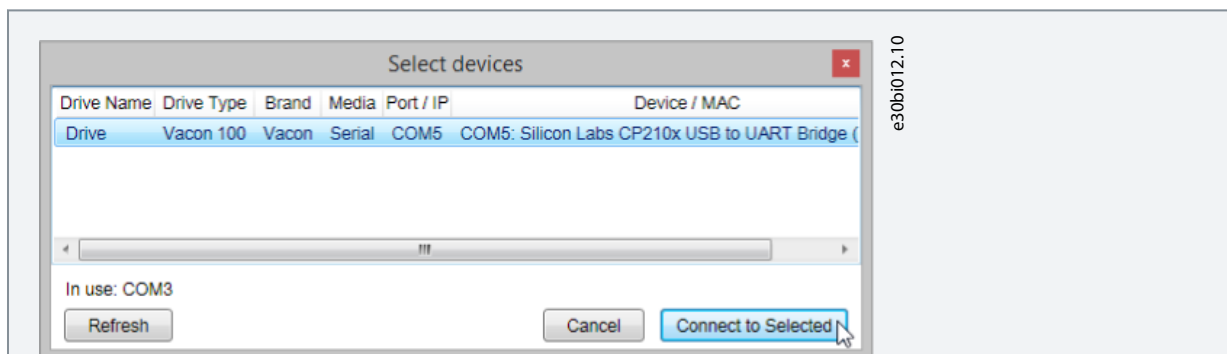 Select devices
x
Drive Name Drive Type Brand Media Port / IP Device / MAC
Drive Vacon 100 Vacon Serial COM5 COM5: Silicon Labs CP210x USB to UART Bridge (
In use: COM3
Refresh Cancel Connect to Selected
e30bi012.10